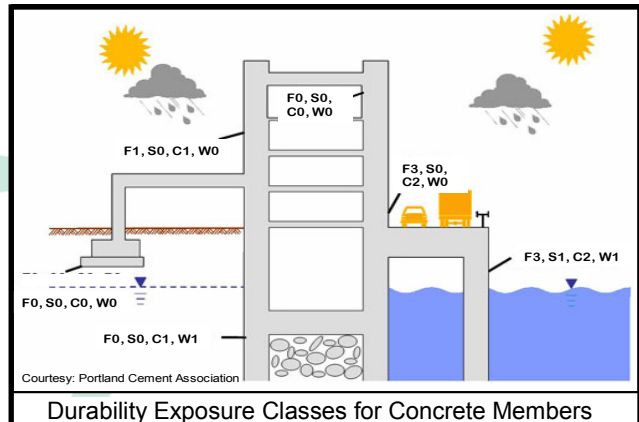 F0, S0,
C0, W0
F1, S0, C1, W0
F3, S0,
C2, W0
F3, S1, C2, W1
F0, S0, C0, W0
F0, S0, C1, W1
Courtesy: Portland Cement Association
Durability Exposure Classes for Concrete Members